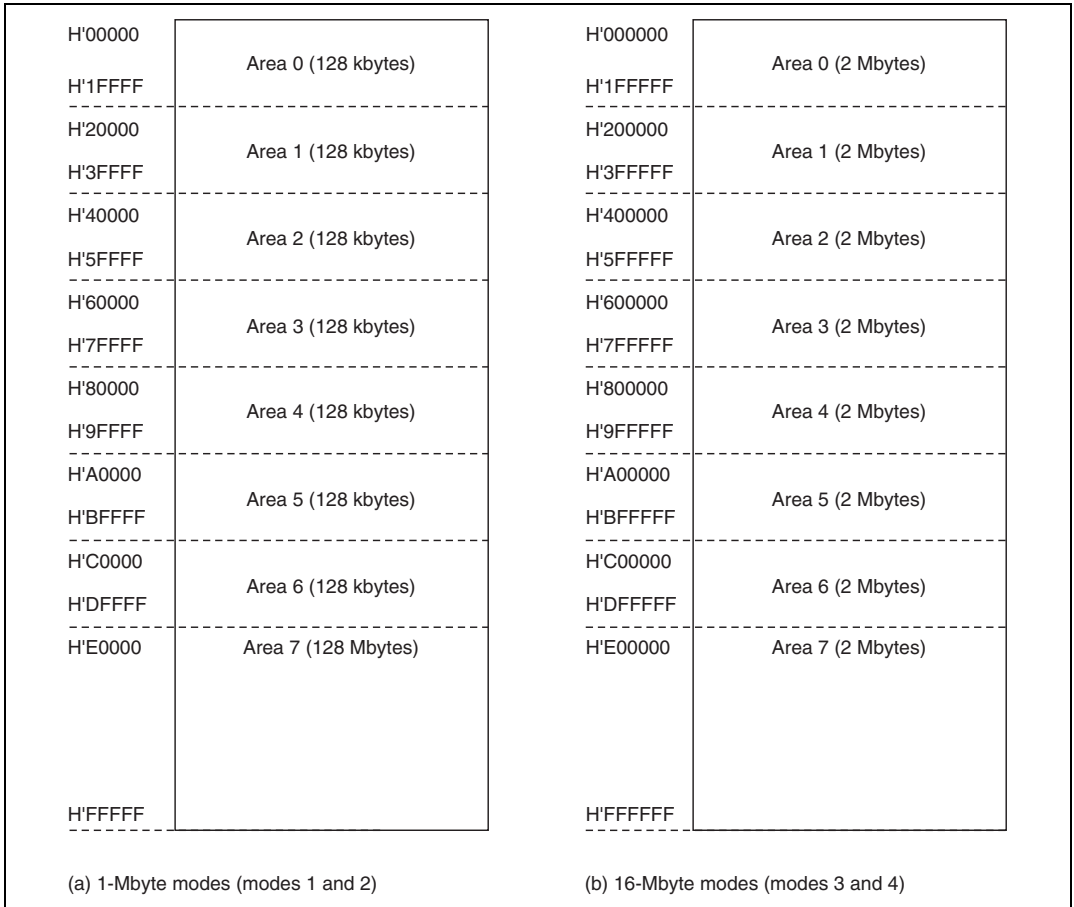 H'00000
Area 0 (128 kbytes)
H'1FFFF
H'20000
Area 1 (128 kbytes)
H'3FFFF
H'40000
Area 2 (128 kbytes)
H'5FFFF
H'60000
Area 3 (128 kbytes)
H'7FFFF
H'80000
Area 4 (128 kbytes)
H'9FFFF
H'A0000
Area 5 (128 kbytes)
H'BFFFF
H'C0000
Area 6 (128 kbytes)
H'DFFFF
H'E0000
Area 7 (128 Mbytes)
H'FFFFF
(a) 1-Mbyte modes (modes 1 and 2)
H'000000
Area 0 (2 Mbytes)
H'1FFFFF
H'200000
Area 1 (2 Mbytes)
H'3FFFFF
H'400000
Area 2 (2 Mbytes)
H'5FFFFF
H'600000
Area 3 (2 Mbytes)
H'7FFFFF
H'800000
Area 4 (2 Mbytes)
H'9FFFFF
H'A00000
Area 5 (2 Mbytes)
H'BFFFFF
H'C00000
Area 6 (2 Mbytes)
H'DFFFFF
H'E00000
Area 7 (2 Mbytes)
H'FFFFFF
(b) 16-Mbyte modes (modes 3 and 4)